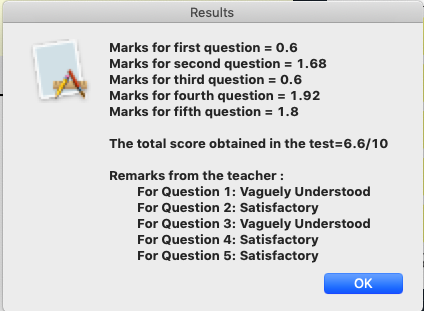 Results
Marks for first question = 0.6
Marks for second question = 1.68
Marks for third question = 0.6
Marks for fourth question = 1.92
Marks for fifth question = 1.8
The total score obtained in the test=6.6/10
Remarks from the teacher :
For Question 1: Vaguely Understood
For Question 2: Satisfactory
For Question 3: Vaguely Understood
For Question 4: Satisfactory
For Question 5: Satisfactory
OK